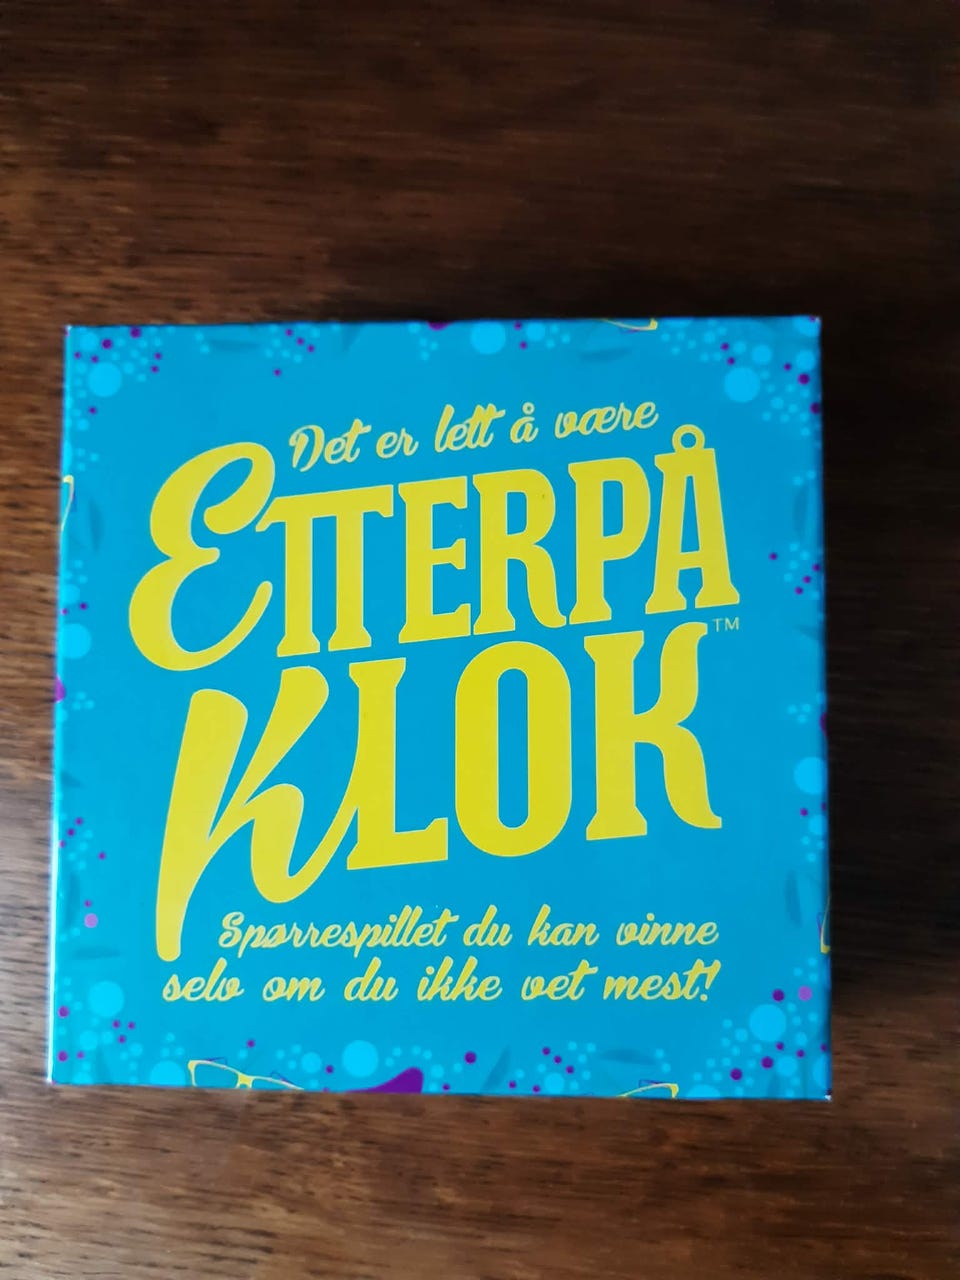 Det er lett å være
ETTERPÅ
KLOK™
Spørrespillet du kan vinne
selv om du ikke vet mest!